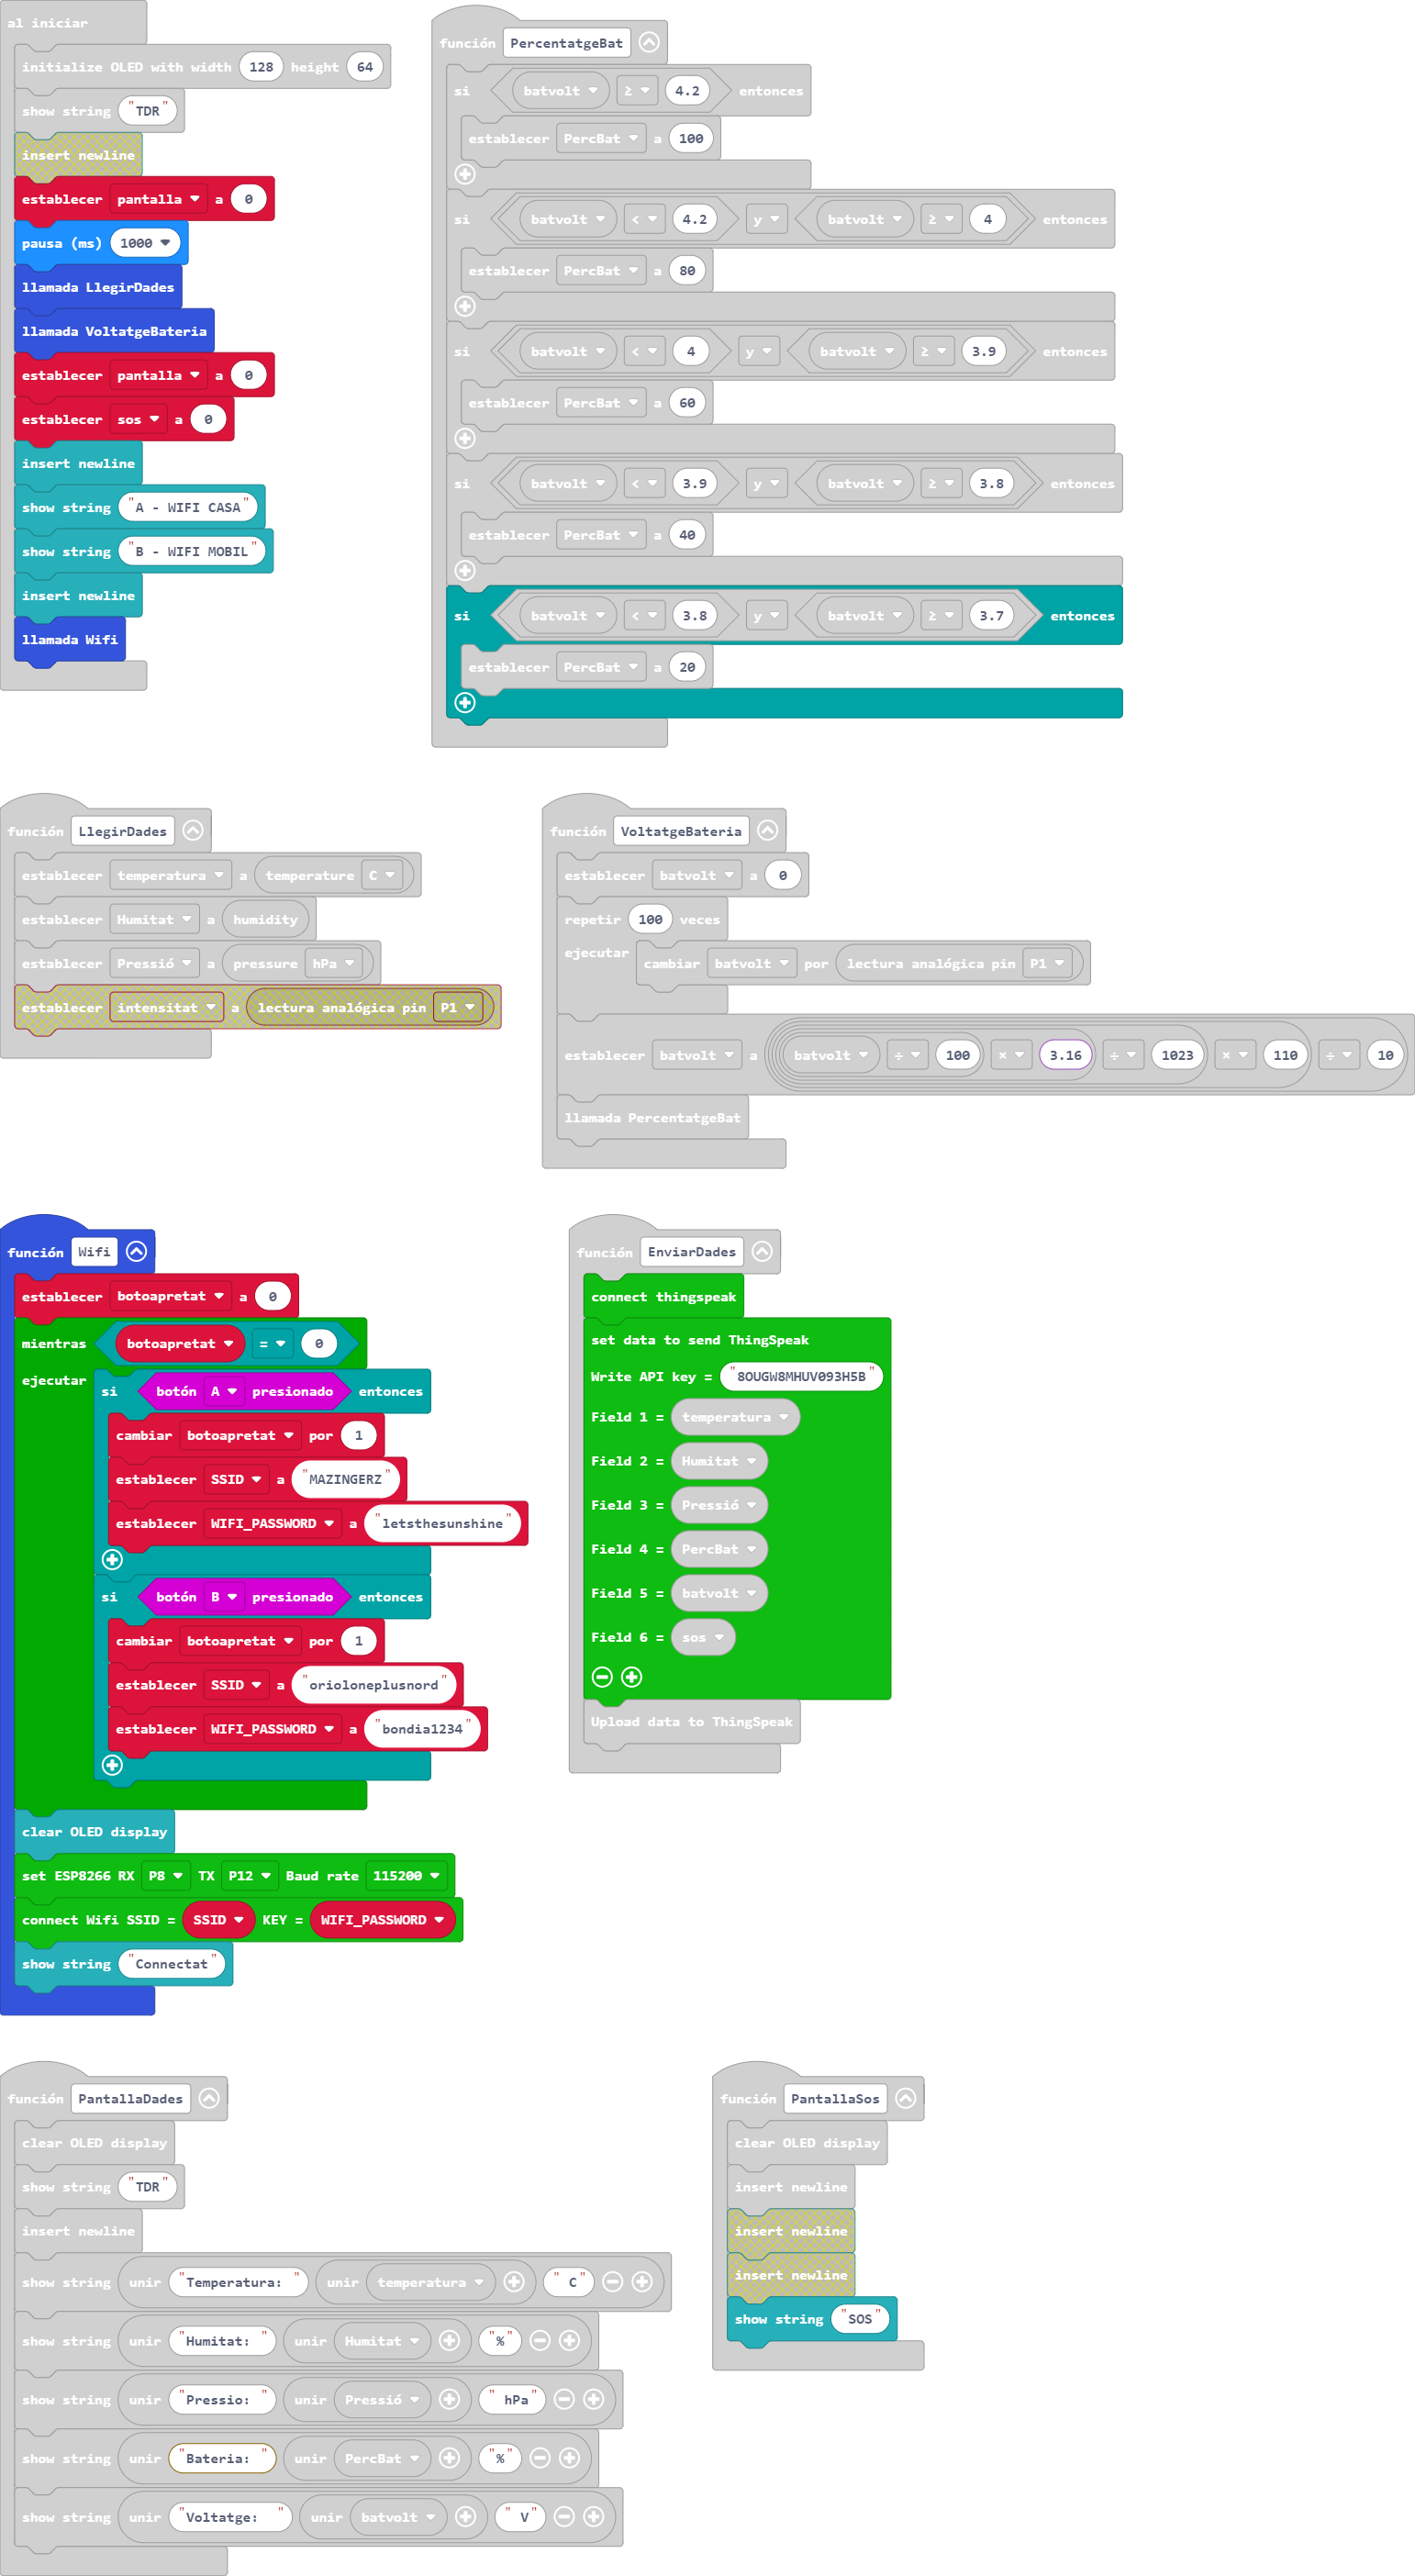 al iniciar
initialize OLED with width 128 height 64
show string "TDR"
insert newline
establecer pantalla a 0
pausa (ms) 1000
llamada LlegirDades
llamada VoltatgeBateria
establecer pantalla a 0
establecer sos a 0
insert newline
show string "A - WIFI CASA"
show string "B - WIFI MOBIL"
insert newline
llamada Wifi
función PercentatgeBat
si batvolt ≥ 4.2 entonces
establecer PercBat a 100
si batvolt < 4.2 y batvolt ≥ 4 entonces
establecer PercBat a 80
si batvolt < 4 y batvolt ≥ 3.9 entonces
establecer PercBat a 60
si batvolt < 3.9 y batvolt ≥ 3.8 entonces
establecer PercBat a 40
si batvolt < 3.8 y batvolt ≥ 3.7 entonces
establecer PercBat a 20
función LlegirDades
establecer temperatura a temperature C
establecer Humitat a humidity
establecer Pressió a pressure hPa
establecer intensitat a lectura analógica pin P1
función VoltatgeBateria
establecer batvolt a 0
repetir 100 veces
ejecutar cambiar batvolt por lectura analógica pin P1
establecer batvolt a batvolt ÷ 100 × 3.16 ÷ 1023 × 110 ÷ 10
llamada PercentatgeBat
función Wifi
establecer botoapretat a 0
mientras botoapretat = 0
ejecutar si botón A presionado entonces
cambiar botoapretat por 1
establecer SSID a "MAZINGERZ"
establecer WIFI_PASSWORD a "letsthesunshine"
si botón B presionado entonces
cambiar botoapretat por 1
establecer SSID a "orioloneplusnord"
establecer WIFI_PASSWORD a "bondia1234"
clear OLED display
set ESP8266 RX P8 TX P12 Baud rate 115200
connect Wifi SSID = SSID KEY = WIFI_PASSWORD
show string "Connectat"
función EnviarDades
connect thingspeak
set data to send ThingSpeak
Write API key = "8OUGW8MHUV093H5B"
Field 1 = temperatura
Field 2 = Humitat
Field 3 = Pressió
Field 4 = PercBat
Field 5 = batvolt
Field 6 = sos
Upload data to ThingSpeak
función PantallaDades
clear OLED display
show string "TDR"
insert newline
show string unir "Temperatura: " unir temperatura " C"
show string unir "Humitat: " unir Humitat "%"
show string unir "Pressio: " unir Pressió " hPa"
show string unir "Bateria: " unir PercBat "%"
show string unir "Voltatge: " unir batvolt " V"
función PantallaSos
clear OLED display
insert newline
insert newline
insert newline
show string "SOS"